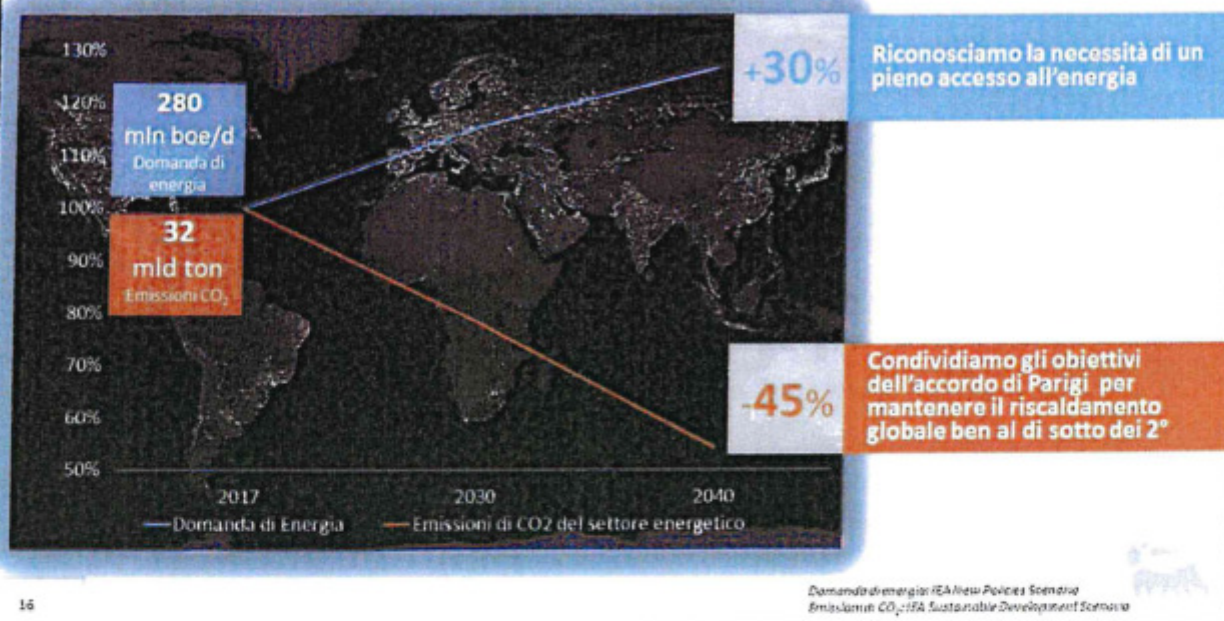 130%
120%
110%
100%
90%
80%
70%
60%
50%
280
mln boe/d
Domanda di
energia
32
mld ton
Emissioni CO₂
2017
2030
2040
Domanda di Energia
Emissioni di CO2 del settore energetico
+30%
Riconosciamo la necessità di un
pieno accesso all'energia
-45%
Condividiamo gli obiettivi
dell'accordo di Parigi per
mantenere il riscaldamento
globale ben al di sotto dei 2°
16
Domanda di energia: IEA New Policies Scenario
Emissioni di CO₂: IEA Sustainable Development Scenario